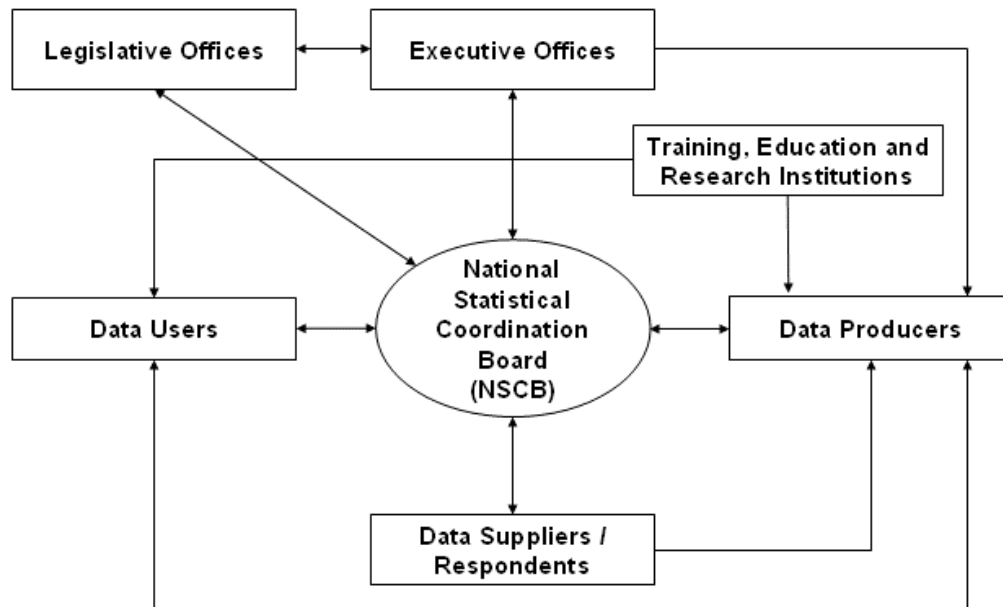 Legislative Offices
Executive Offices
Training, Education and
Research Institutions
National
Statistical
Coordination
Board
(NSCB)
Data Users
Data Producers
Data Suppliers /
Respondents